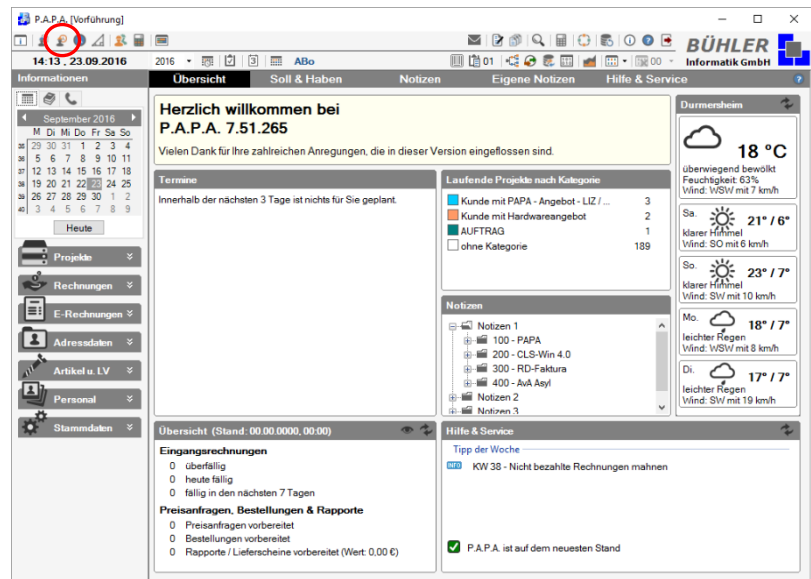 P.A.P.A. [Vorführung]
14:13 . 23.09.2016
2016
3
ABo
01
00
BÜHLER
Informatik GmbH
Informationen
Übersicht
Soll & Haben
Notizen
Eigene Notizen
Hilfe & Service
?
September 2016
M Di Mi Do Fr Sa So
35 29 30 31 1 2 3 4
36 5 6 7 8 9 10 11
37 12 13 14 15 16 17 18
38 19 20 21 22 23 24 25
39 26 27 28 29 30 1 2
40 3 4 5 6 7 8 9
Heute
Projekte
Rechnungen
E-Rechnungen
Adressdaten
Artikel u. LV
Personal
Stammdaten
Herzlich willkommen bei
P.A.P.A. 7.51.265
Vielen Dank für Ihre zahlreichen Anregungen, die in dieser Version eingeflossen sind.
Termine
Innerhalb der nächsten 3 Tage ist nichts für Sie geplant.
Laufende Projekte nach Kategorie
Kunde mit PAPA - Angebot - LIZ / ... 3
Kunde mit Hardwareangebot 2
AUFTRAG 1
ohne Kategorie 189
Notizen
Notizen 1
100 - PAPA
200 - CLS-Win 4.0
300 - RD-Faktura
400 - AvA Asyl
Notizen 2
Notizen 3
Übersicht (Stand: 00.00.0000, 00:00)
Eingangsrechnungen
0 überfällig
0 heute fällig
0 fällig in den nächsten 7 Tagen
Preisanfragen, Bestellungen & Rapporte
0 Preisanfragen vorbereitet
0 Bestellungen vorbereitet
0 Rapporte / Lieferscheine vorbereitet (Wert: 0,00 €)
Hilfe & Service
Tipp der Woche
INFO KW 38 - Nicht bezahlte Rechnungen mahnen
P.A.P.A. ist auf dem neuesten Stand
Durmersheim
18 °C
überwiegend bewölkt
Feuchtigkeit: 63%
Wind: WSW mit 7 km/h
Sa.
21° / 6°
klarer Himmel
Wind: SO mit 6 km/h
So.
23° / 7°
klarer Himmel
Wind: SW mit 10 km/h
Mo.
18° / 7°
leichter Regen
Wind: WSW mit 8 km/h
Di.
17° / 7°
leichter Regen
Wind: SW mit 19 km/h